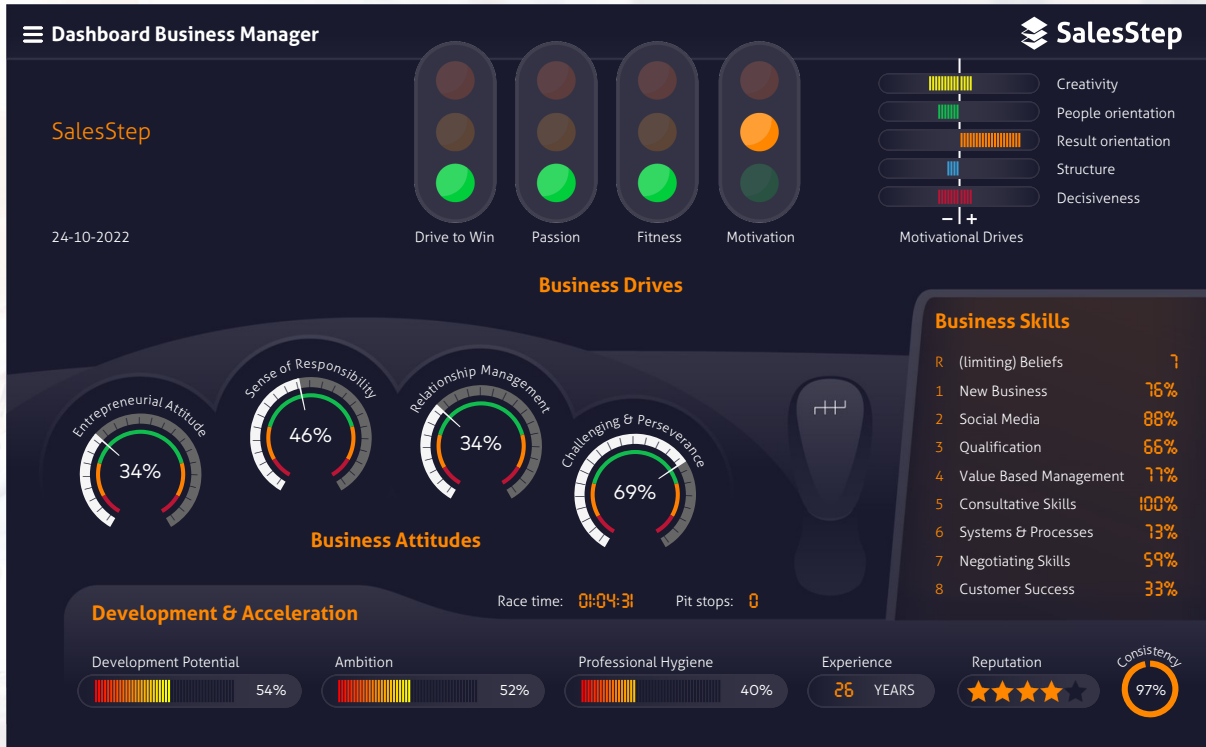 Dashboard Business Manager
SalesStep
SalesStep
24-10-2022
Drive to Win
Passion
Fitness
Motivation
Creativity
People orientation
Result orientation
Structure
Decisiveness
− +
Motivational Drives
Business Drives
Entrepreneurial Attitude
34%
Sense of Responsibility
46%
Relationship Management
34%
Challenging & Perseverance
69%
Business Attitudes
Business Skills
R (limiting) Beliefs 7
1 New Business 76%
2 Social Media 88%
3 Qualification 66%
4 Value Based Management 77%
5 Consultative Skills 100%
6 Systems & Processes 73%
7 Negotiating Skills 59%
8 Customer Success 33%
Race time: 01:04:31 Pit stops: 0
Development & Acceleration
Development Potential
54%
Ambition
52%
Professional Hygiene
40%
Experience
26 YEARS
Reputation
Consistency
97%